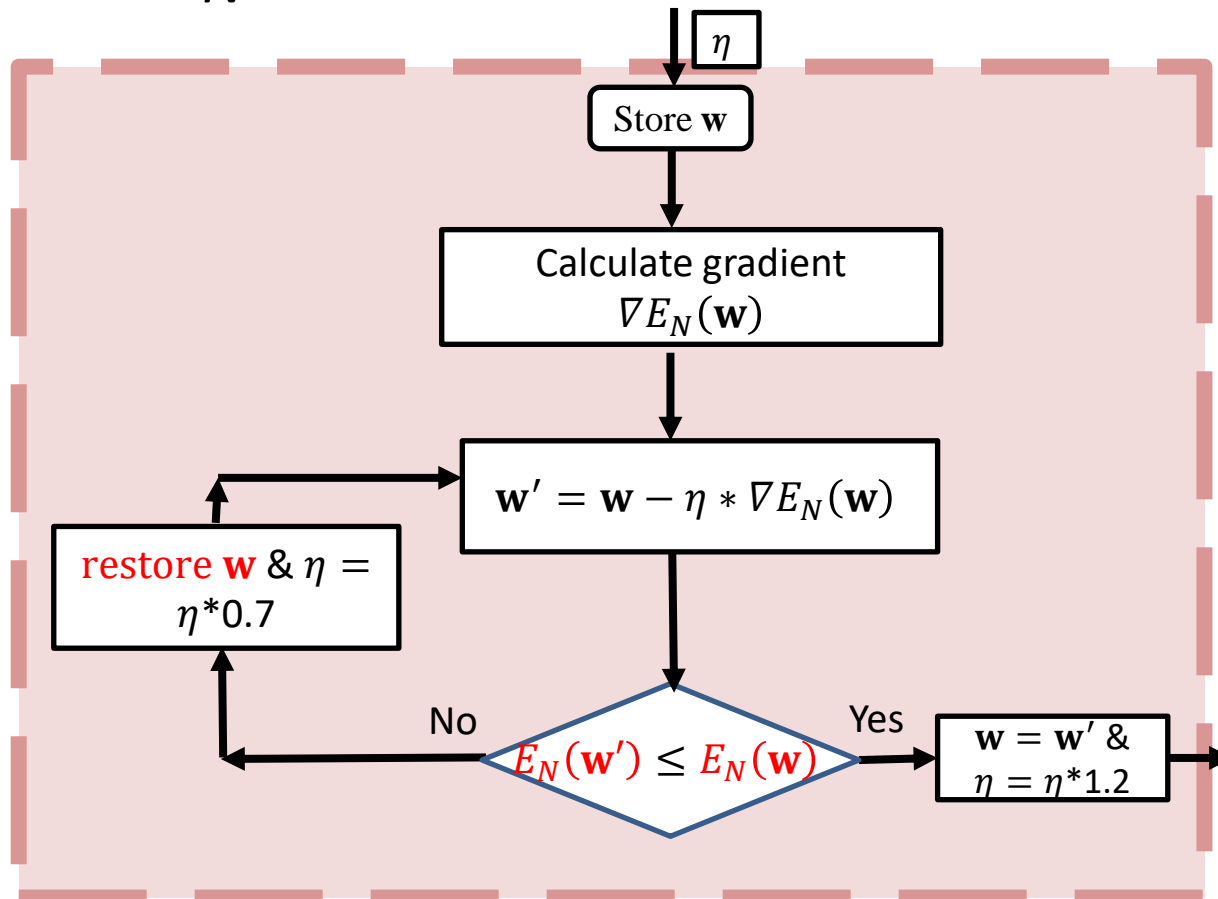 η
Store w
Calculate gradient
∇E_N(w)
w′ = w − η ∗ ∇E_N(w)
restore w & η =
η*0.7
No
E_N(w′) ≤ E_N(w)
Yes
w = w′ &
η = η*1.2